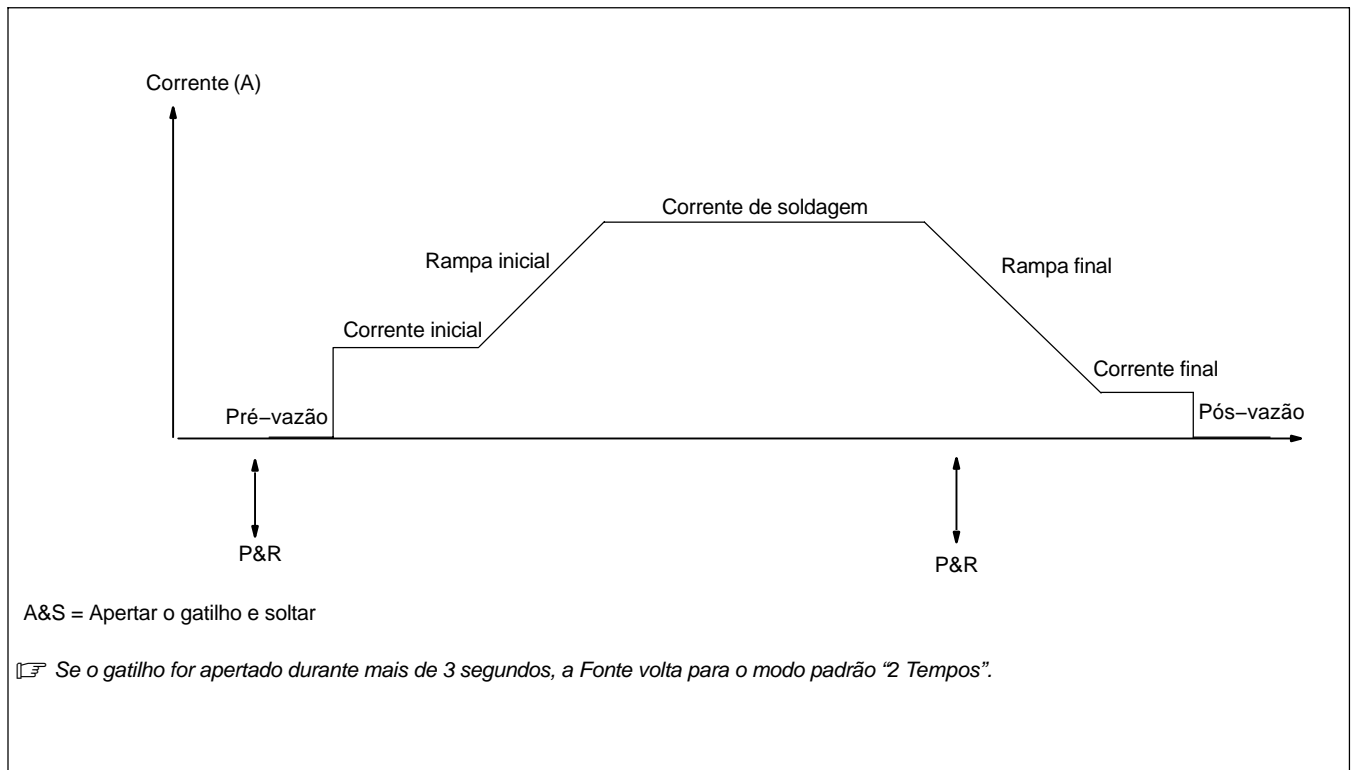 Corrente (A)
Corrente de soldagem
Rampa inicial
Rampa final
Corrente inicial
Corrente final
Pré−vazão
Pós−vazão
P&R
P&R
A&S = Apertar o gatilho e soltar
☞ Se o gatilho for apertado durante mais de 3 segundos, a Fonte volta para o modo padrão “2 Tempos”.